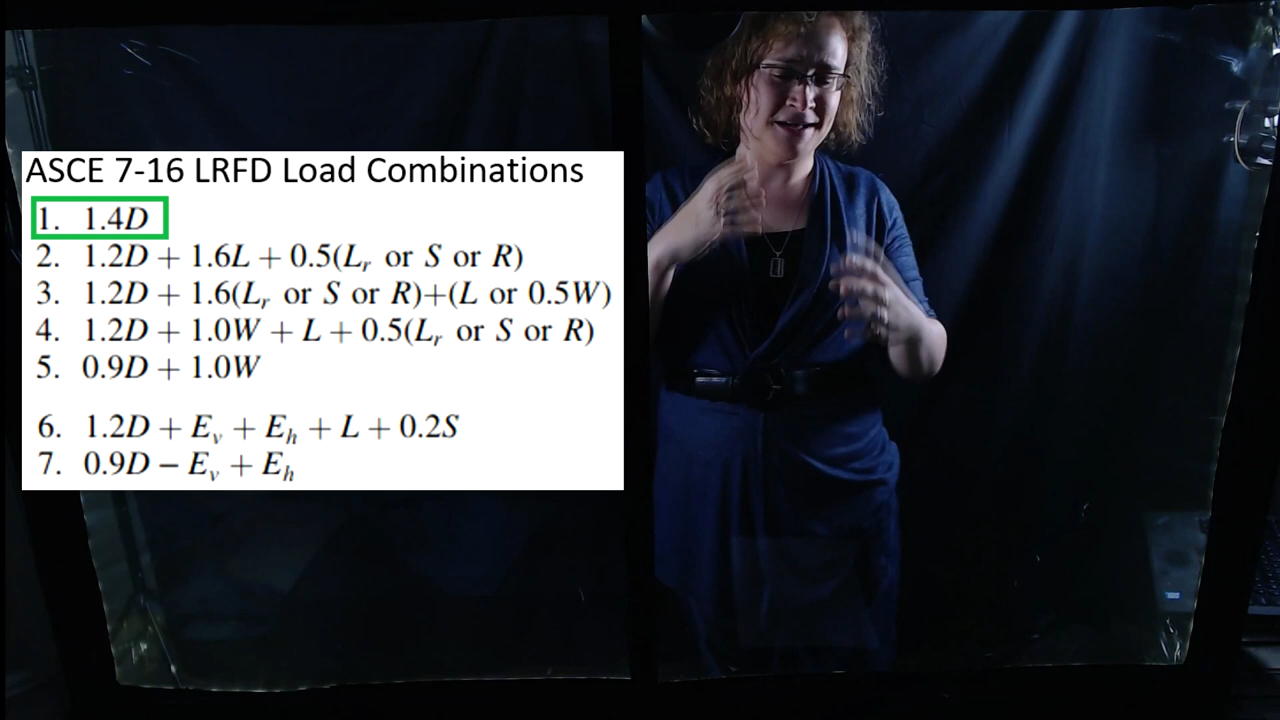 ASCE 7-16 LRFD Load Combinations
1. 1.4D
2. 1.2D + 1.6L + 0.5(Lᵣ or S or R)
3. 1.2D + 1.6(Lᵣ or S or R)+(L or 0.5W)
4. 1.2D + 1.0W + L + 0.5(Lᵣ or S or R)
5. 0.9D + 1.0W
6. 1.2D + Eᵥ + Eₕ + L + 0.2S
7. 0.9D − Eᵥ + Eₕ